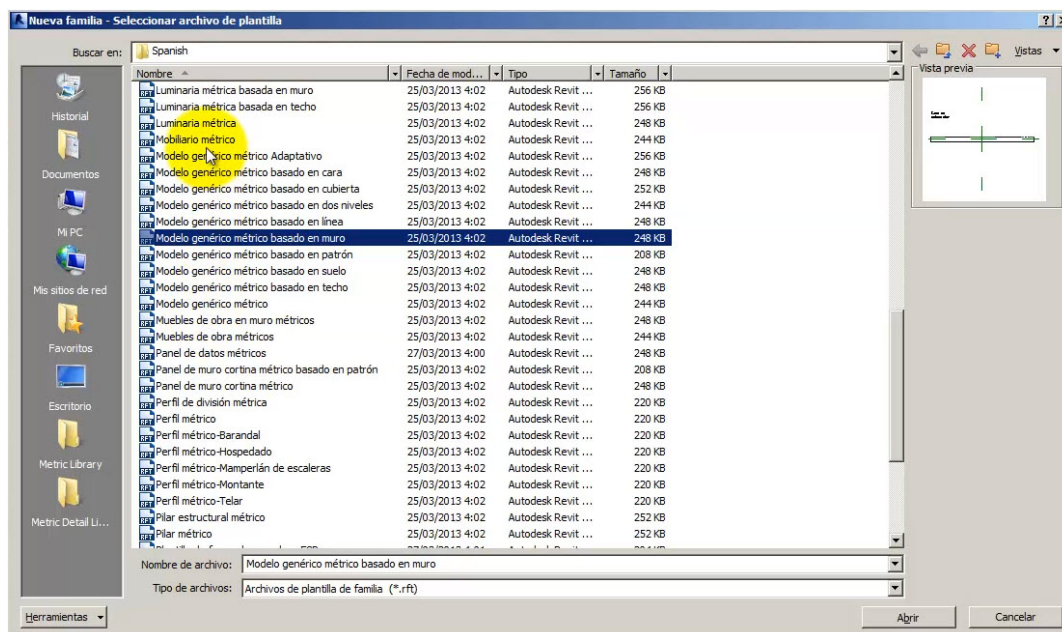 Nueva familia - Seleccionar archivo de plantilla
Buscar en: Spanish
Vistas
Nombre Fecha de mod... Tipo Tamaño
Vista previa
Historial
Documentos
Mi PC
Mis sitios de red
Favoritos
Escritorio
Metric Library
Metric Detail Li...
Luminaria métrica basada en muro 25/03/2013 4:02 Autodesk Revit ... 256 KB
Luminaria métrica basada en techo 25/03/2013 4:02 Autodesk Revit ... 256 KB
Luminaria métrica 25/03/2013 4:02 Autodesk Revit ... 248 KB
Mobiliario métrico 25/03/2013 4:02 Autodesk Revit ... 244 KB
Modelo genérico métrico Adaptativo 25/03/2013 4:02 Autodesk Revit ... 256 KB
Modelo genérico métrico basado en cara 25/03/2013 4:02 Autodesk Revit ... 248 KB
Modelo genérico métrico basado en cubierta 25/03/2013 4:02 Autodesk Revit ... 252 KB
Modelo genérico métrico basado en dos niveles 25/03/2013 4:02 Autodesk Revit ... 244 KB
Modelo genérico métrico basado en línea 25/03/2013 4:02 Autodesk Revit ... 248 KB
Modelo genérico métrico basado en muro 25/03/2013 4:02 Autodesk Revit ... 248 KB
Modelo genérico métrico basado en patrón 25/03/2013 4:02 Autodesk Revit ... 208 KB
Modelo genérico métrico basado en suelo 25/03/2013 4:02 Autodesk Revit ... 248 KB
Modelo genérico métrico basado en techo 25/03/2013 4:02 Autodesk Revit ... 248 KB
Modelo genérico métrico 25/03/2013 4:02 Autodesk Revit ... 244 KB
Muebles de obra en muro métricos 25/03/2013 4:02 Autodesk Revit ... 248 KB
Muebles de obra métricos 25/03/2013 4:02 Autodesk Revit ... 244 KB
Panel de datos métricos 27/03/2013 4:00 Autodesk Revit ... 248 KB
Panel de muro cortina métrico basado en patrón 25/03/2013 4:02 Autodesk Revit ... 208 KB
Panel de muro cortina métrico 25/03/2013 4:02 Autodesk Revit ... 248 KB
Perfil de división métrica 25/03/2013 4:02 Autodesk Revit ... 220 KB
Perfil métrico 25/03/2013 4:02 Autodesk Revit ... 220 KB
Perfil métrico-Barandal 25/03/2013 4:02 Autodesk Revit ... 220 KB
Perfil métrico-Hospedado 25/03/2013 4:02 Autodesk Revit ... 220 KB
Perfil métrico-Mamperlán de escaleras 25/03/2013 4:02 Autodesk Revit ... 220 KB
Perfil métrico-Montante 25/03/2013 4:02 Autodesk Revit ... 220 KB
Perfil métrico-Telar 25/03/2013 4:02 Autodesk Revit ... 220 KB
Pilar estructural métrico 25/03/2013 4:02 Autodesk Revit ... 252 KB
Pilar métrico 25/03/2013 4:02 Autodesk Revit ... 252 KB
Nombre de archivo: Modelo genérico métrico basado en muro
Tipo de archivos: Archivos de plantilla de familia (*.rft)
Herramientas
Abrir
Cancelar